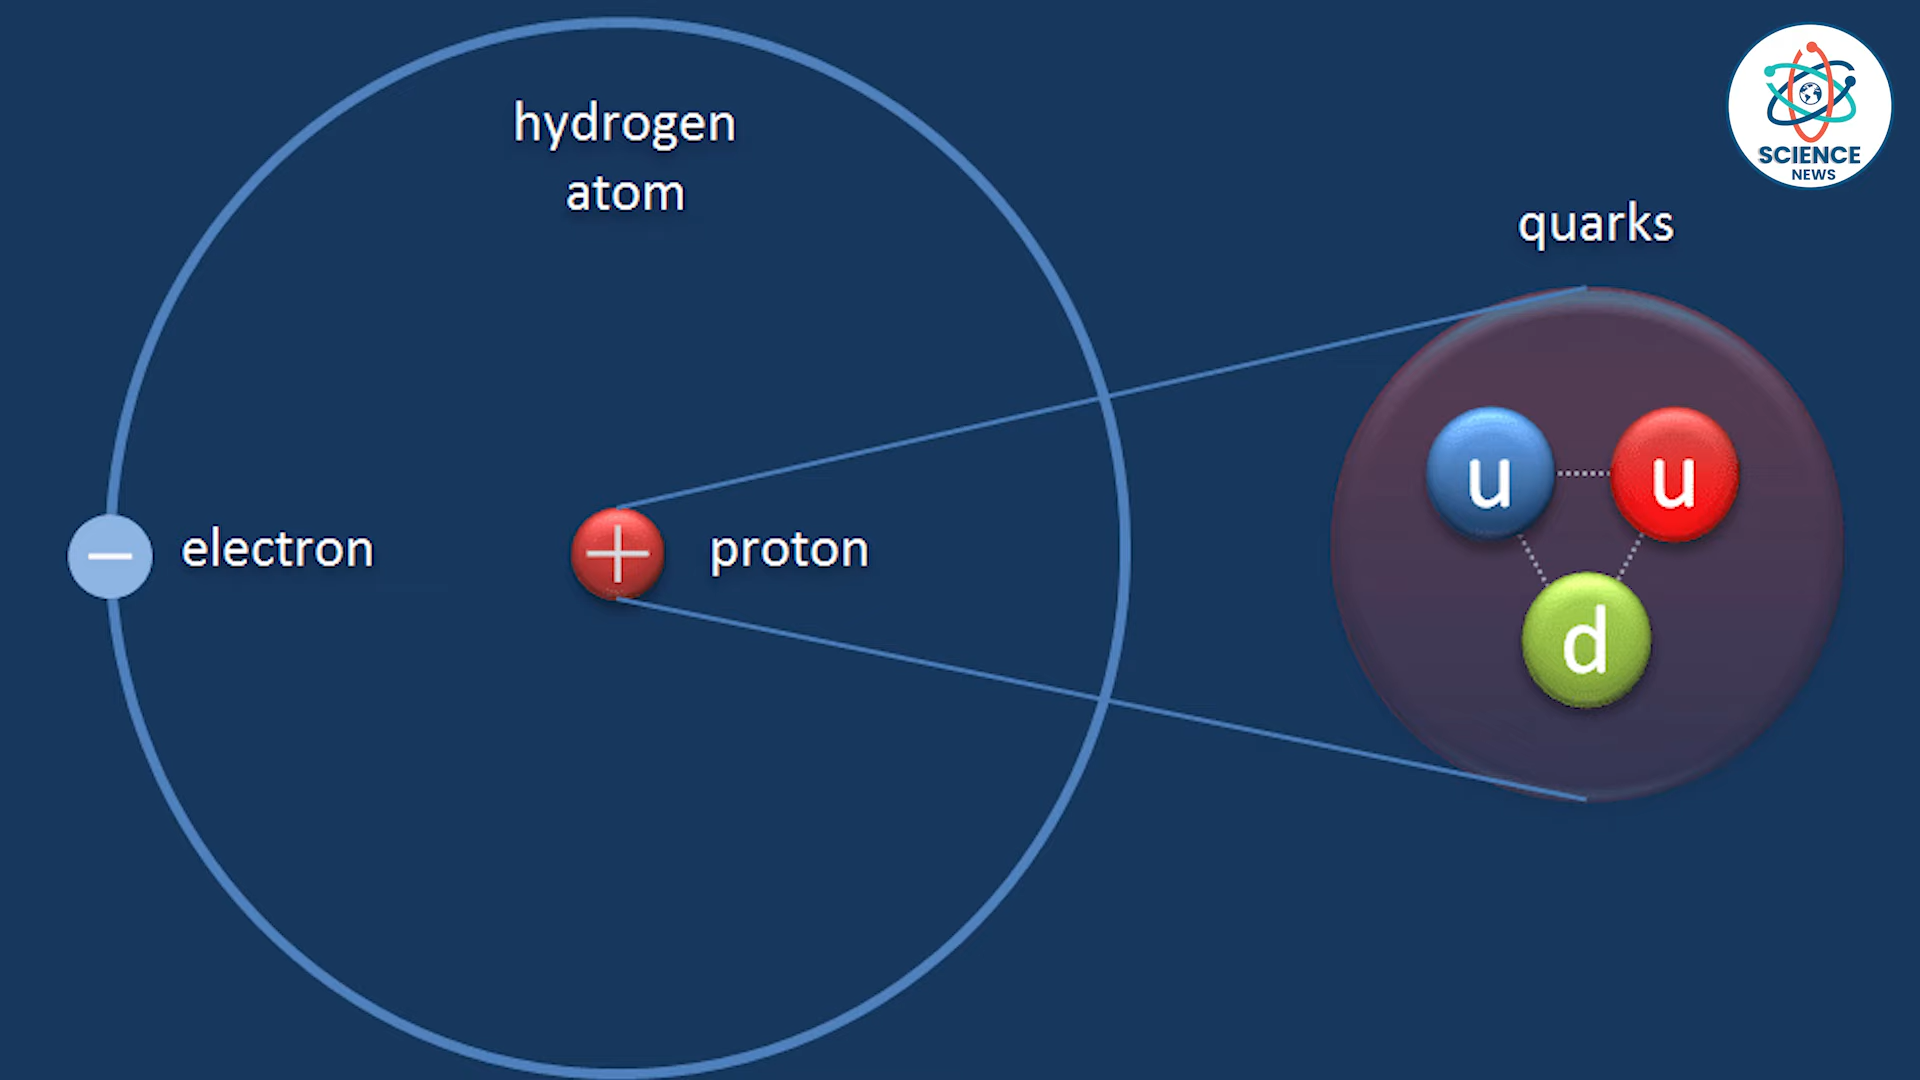 hydrogen
atom
SCIENCE
NEWS
quarks
u
u
electron
proton
d